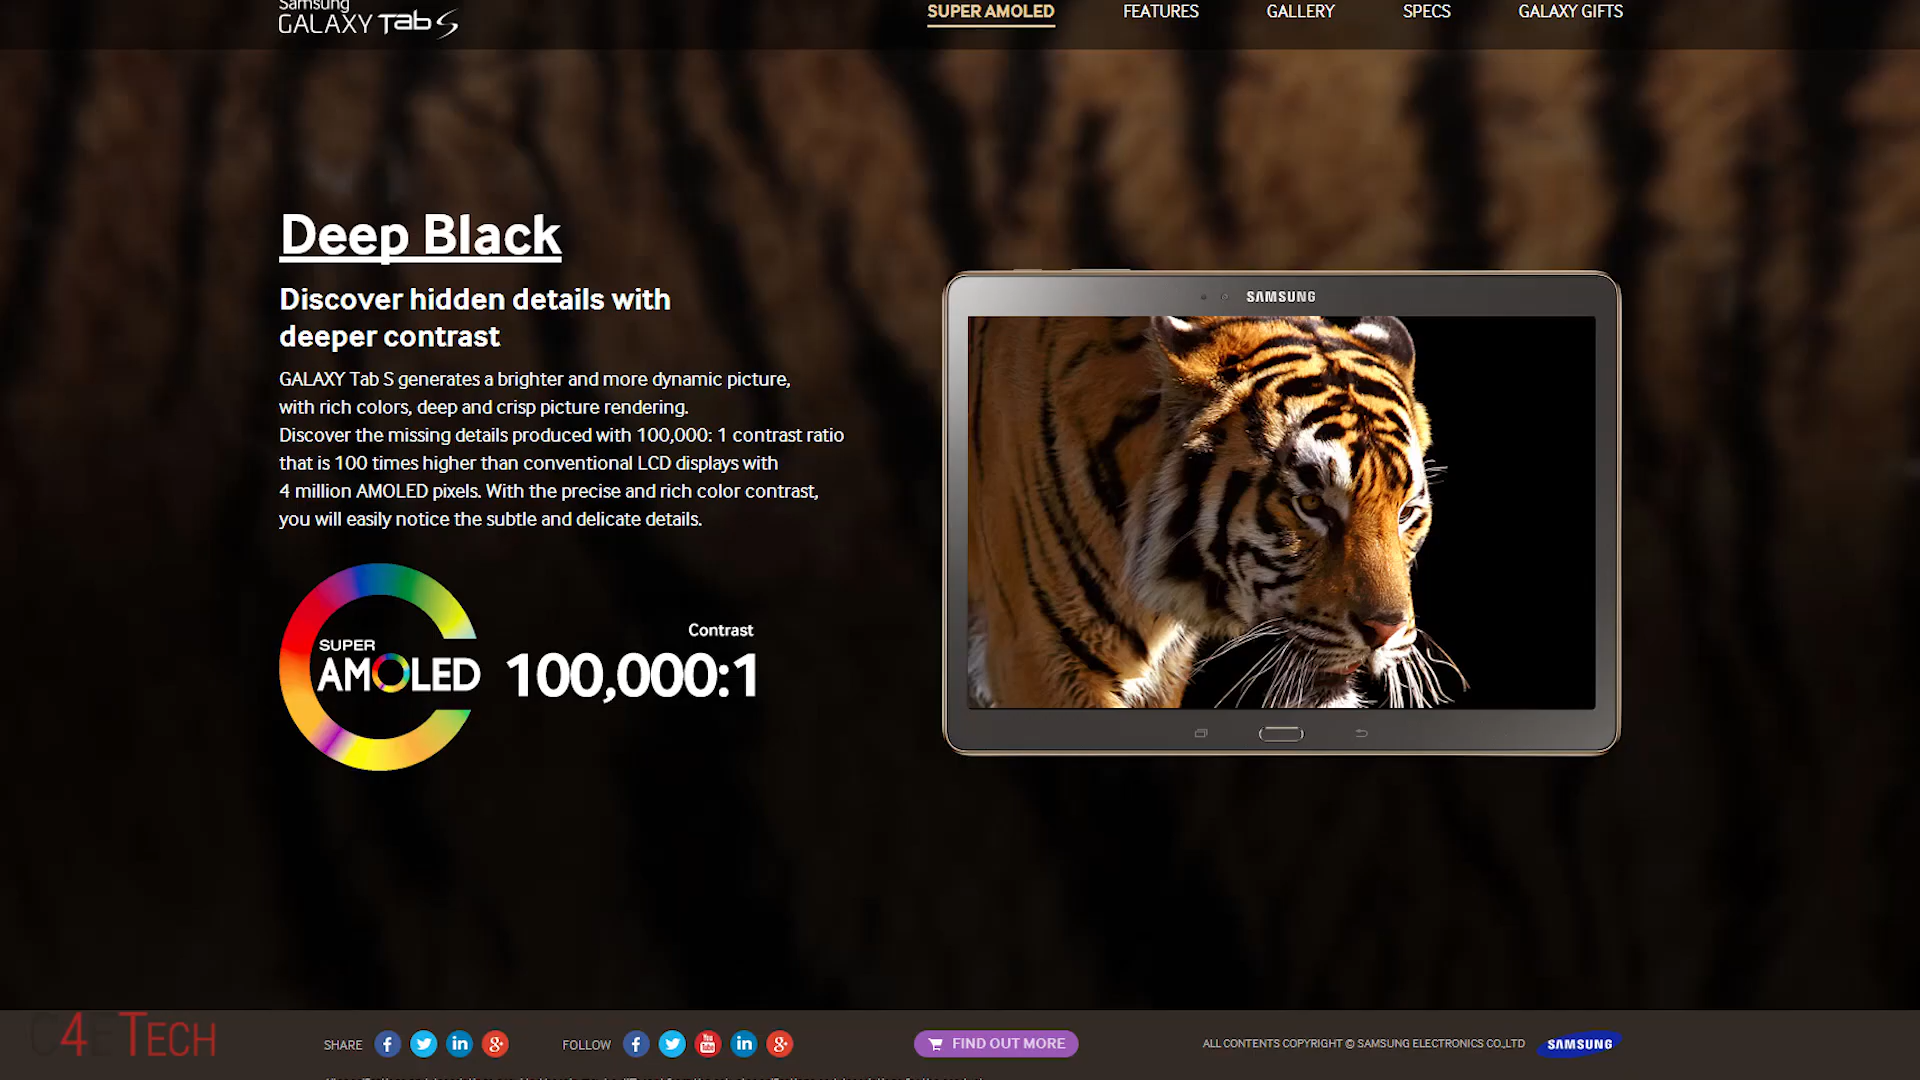 Samsung
GALAXY Tab S
SUPER AMOLED FEATURES GALLERY SPECS GALAXY GIFTS
Deep Black
Discover hidden details with
deeper contrast
GALAXY Tab S generates a brighter and more dynamic picture,
with rich colors, deep and crisp picture rendering.
Discover the missing details produced with 100,000: 1 contrast ratio
that is 100 times higher than conventional LCD displays with
4 million AMOLED pixels. With the precise and rich color contrast,
you will easily notice the subtle and delicate details.
SUPER
AMOLED
Contrast
100,000:1
SAMSUNG
C4ETECH
SHARE
FOLLOW
You Tube
FIND OUT MORE
ALL CONTENTS COPYRIGHT © SAMSUNG ELECTRONICS CO.,LTD
SAMSUNG